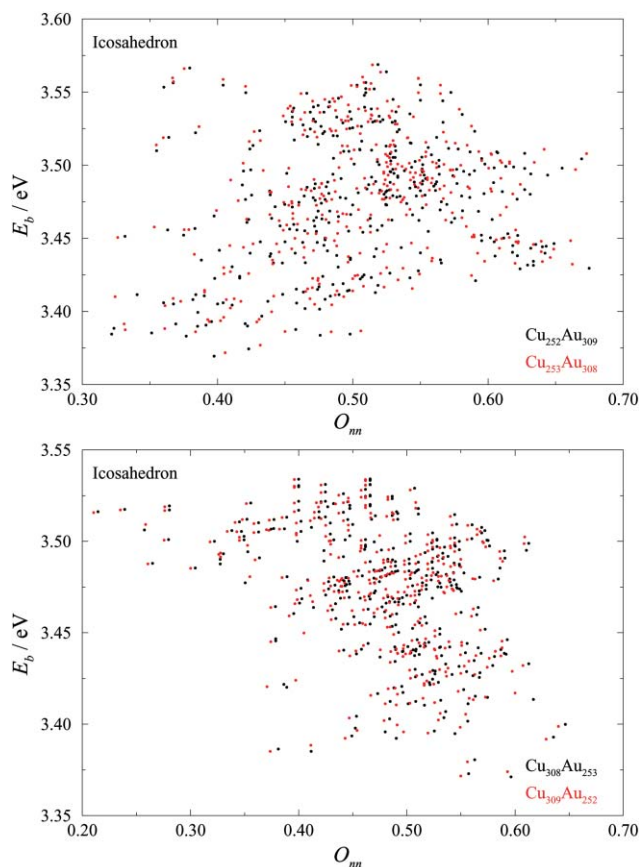 3.60
Icosahedron
3.55
3.50
E_b / eV
3.45
3.40
Cu252Au309
Cu253Au308
3.35
0.30 0.40 0.50 0.60 0.70
O_nn
3.55
Icosahedron
3.50
E_b / eV
3.45
3.40
Cu308Au253
Cu309Au252
3.35
0.20 0.30 0.40 0.50 0.60 0.70
O_nn